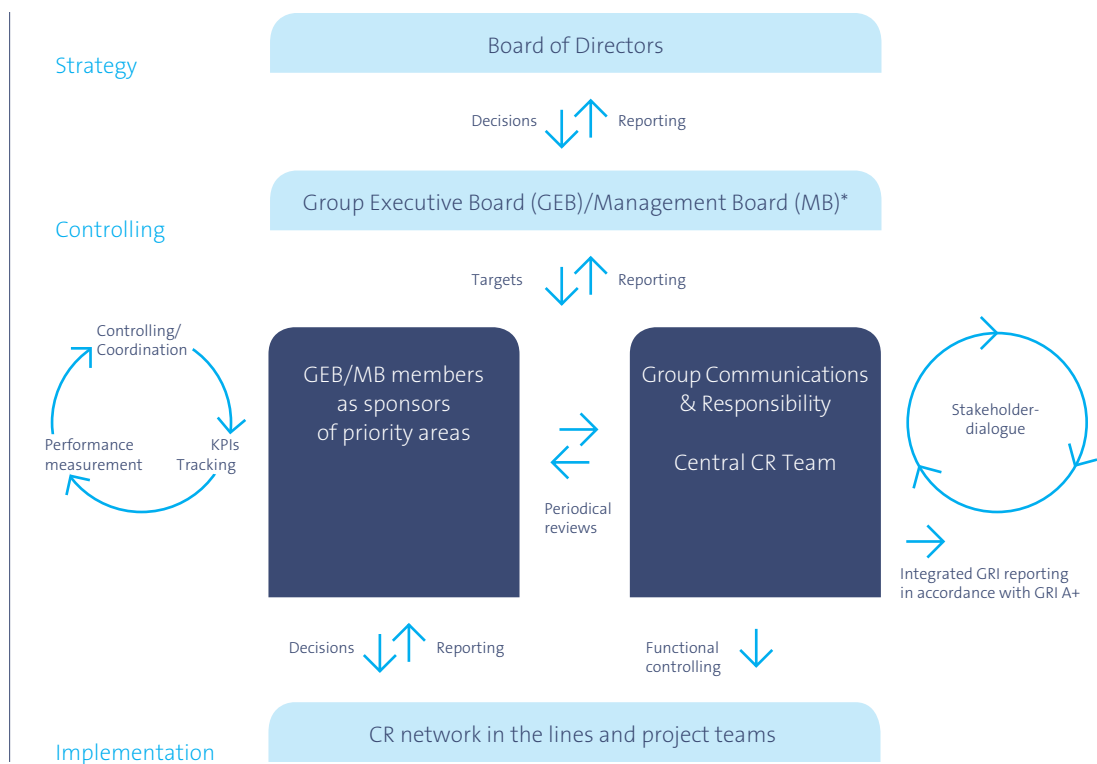 Board of Directors
Strategy
Decisions
Reporting
Group Executive Board (GEB)/Management Board (MB)*
Controlling
Targets
Reporting
Controlling/
Coordination
KPIs
Tracking
Performance
measurement
GEB/MB members
as sponsors
of priority areas
Periodical
reviews
Group Communications
& Responsibility
Central CR Team
Stakeholder-
dialogue
Integrated GRI reporting
in accordance with GRI A+
Decisions
Reporting
Functional
controlling
CR network in the lines and project teams
Implementation